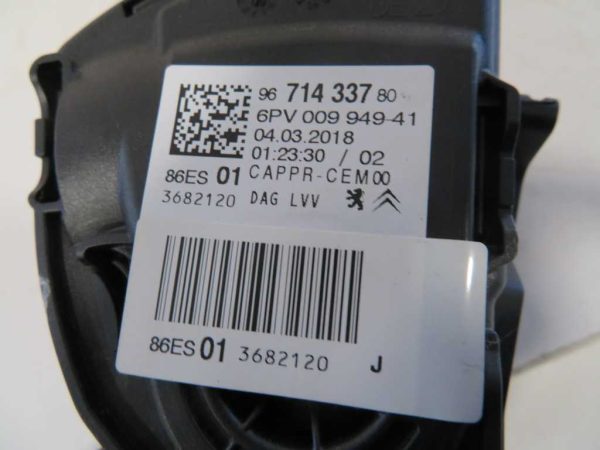 96 714 337 80
6PV 009 949-41
04.03.2018
01:23:30 / 02
86ES 01 CAPPR-CEM00
3682120 DAG LVV
86ES 01 3682120 J